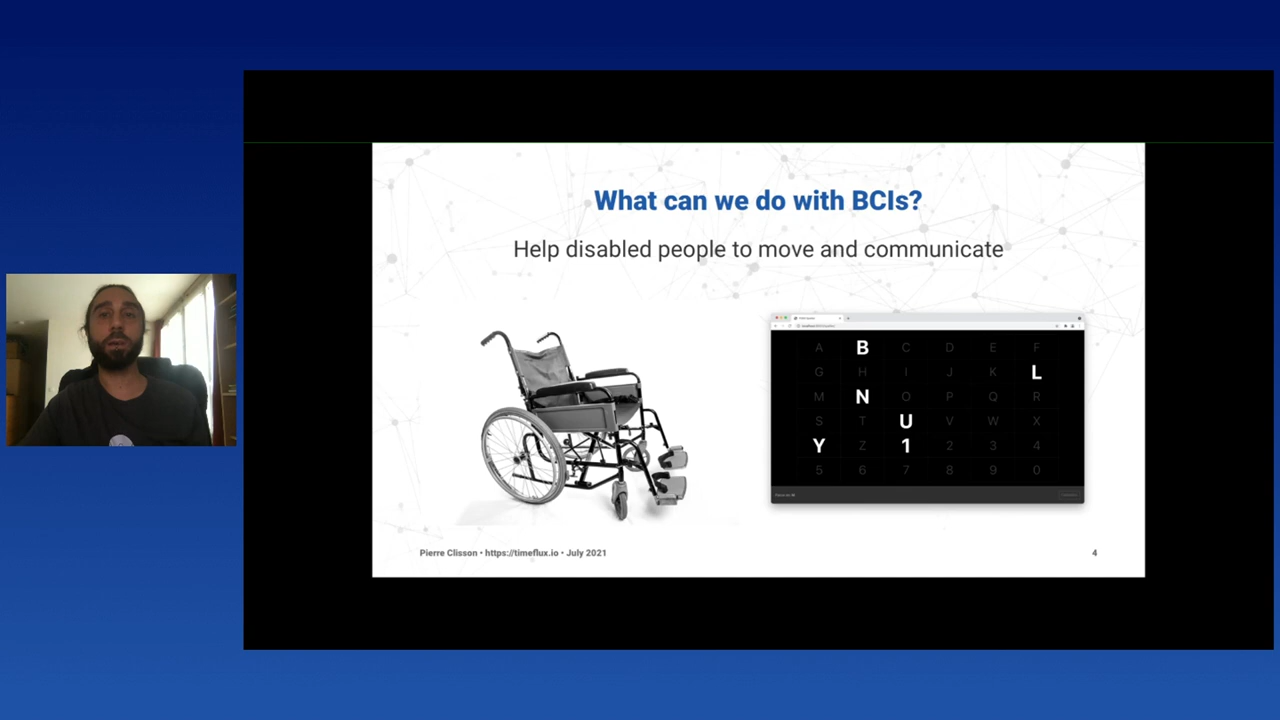 What can we do with BCIs?
Help disabled people to move and communicate
A B C D E F
G H I J K L
M N O P Q R
S T U V W X
Y Z 1 2 3 4
5 6 7 8 9 0
Pierre Clisson • https://timeflux.io • July 2021
4